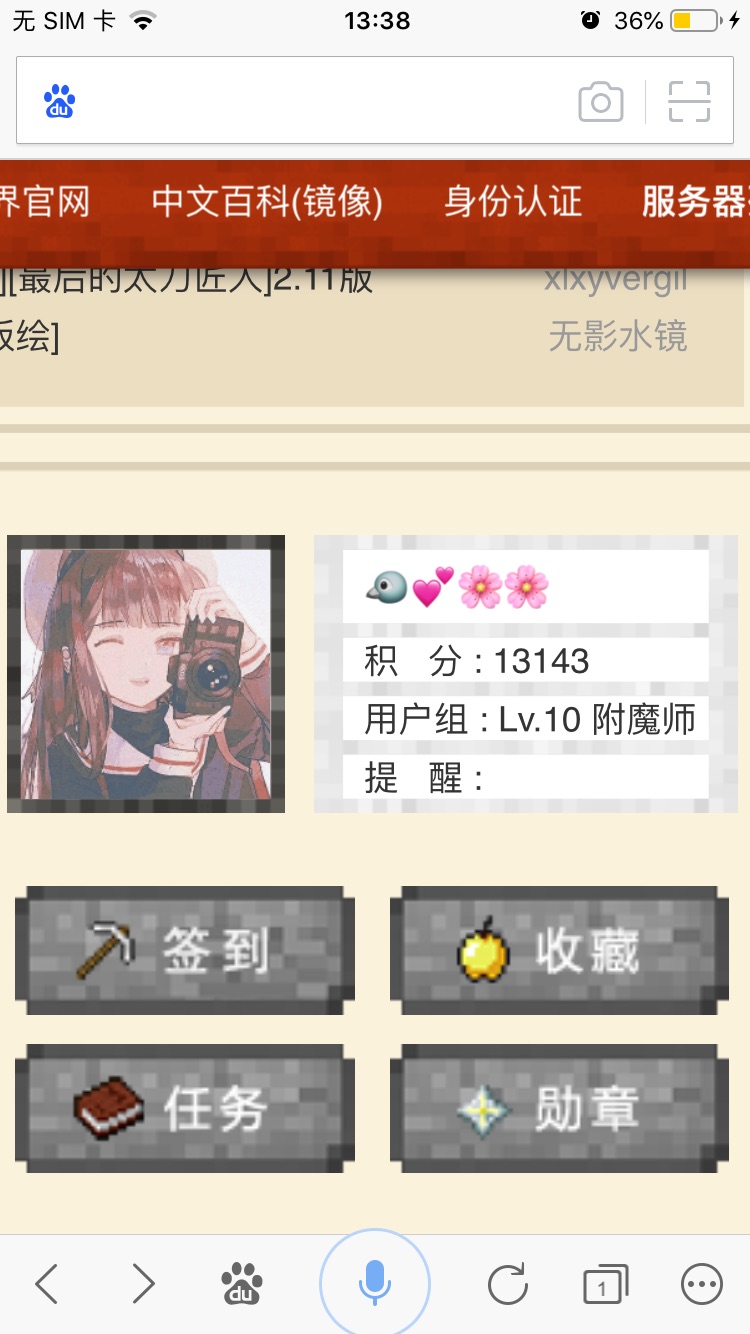 无 SIM 卡 13:38 36%
du
界官网 中文百科(镜像) 身份认证 服务器
][最后的太刀匠人]2.11版 xlxyvergil
版绘] 无影水镜
积 分 : 13143
用户组 : Lv.10 附魔师
提 醒 :
签到 收藏
任务 勋章
du 1